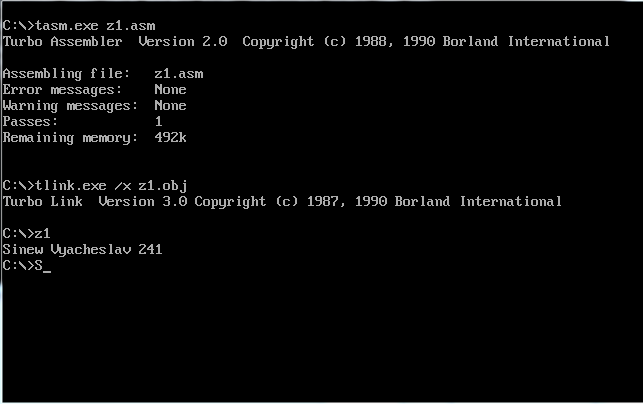 C:\>tasm.exe z1.asm
Turbo Assembler  Version 2.0  Copyright (c) 1988, 1990 Borland International
Assembling file:   z1.asm
Error messages:    None
Warning messages:  None
Passes:            1
Remaining memory:  492k
C:\>tlink.exe /x z1.obj
Turbo Link  Version 3.0 Copyright (c) 1987, 1990 Borland International
C:\>z1
Sinew Vyacheslav 241
C:\>S_